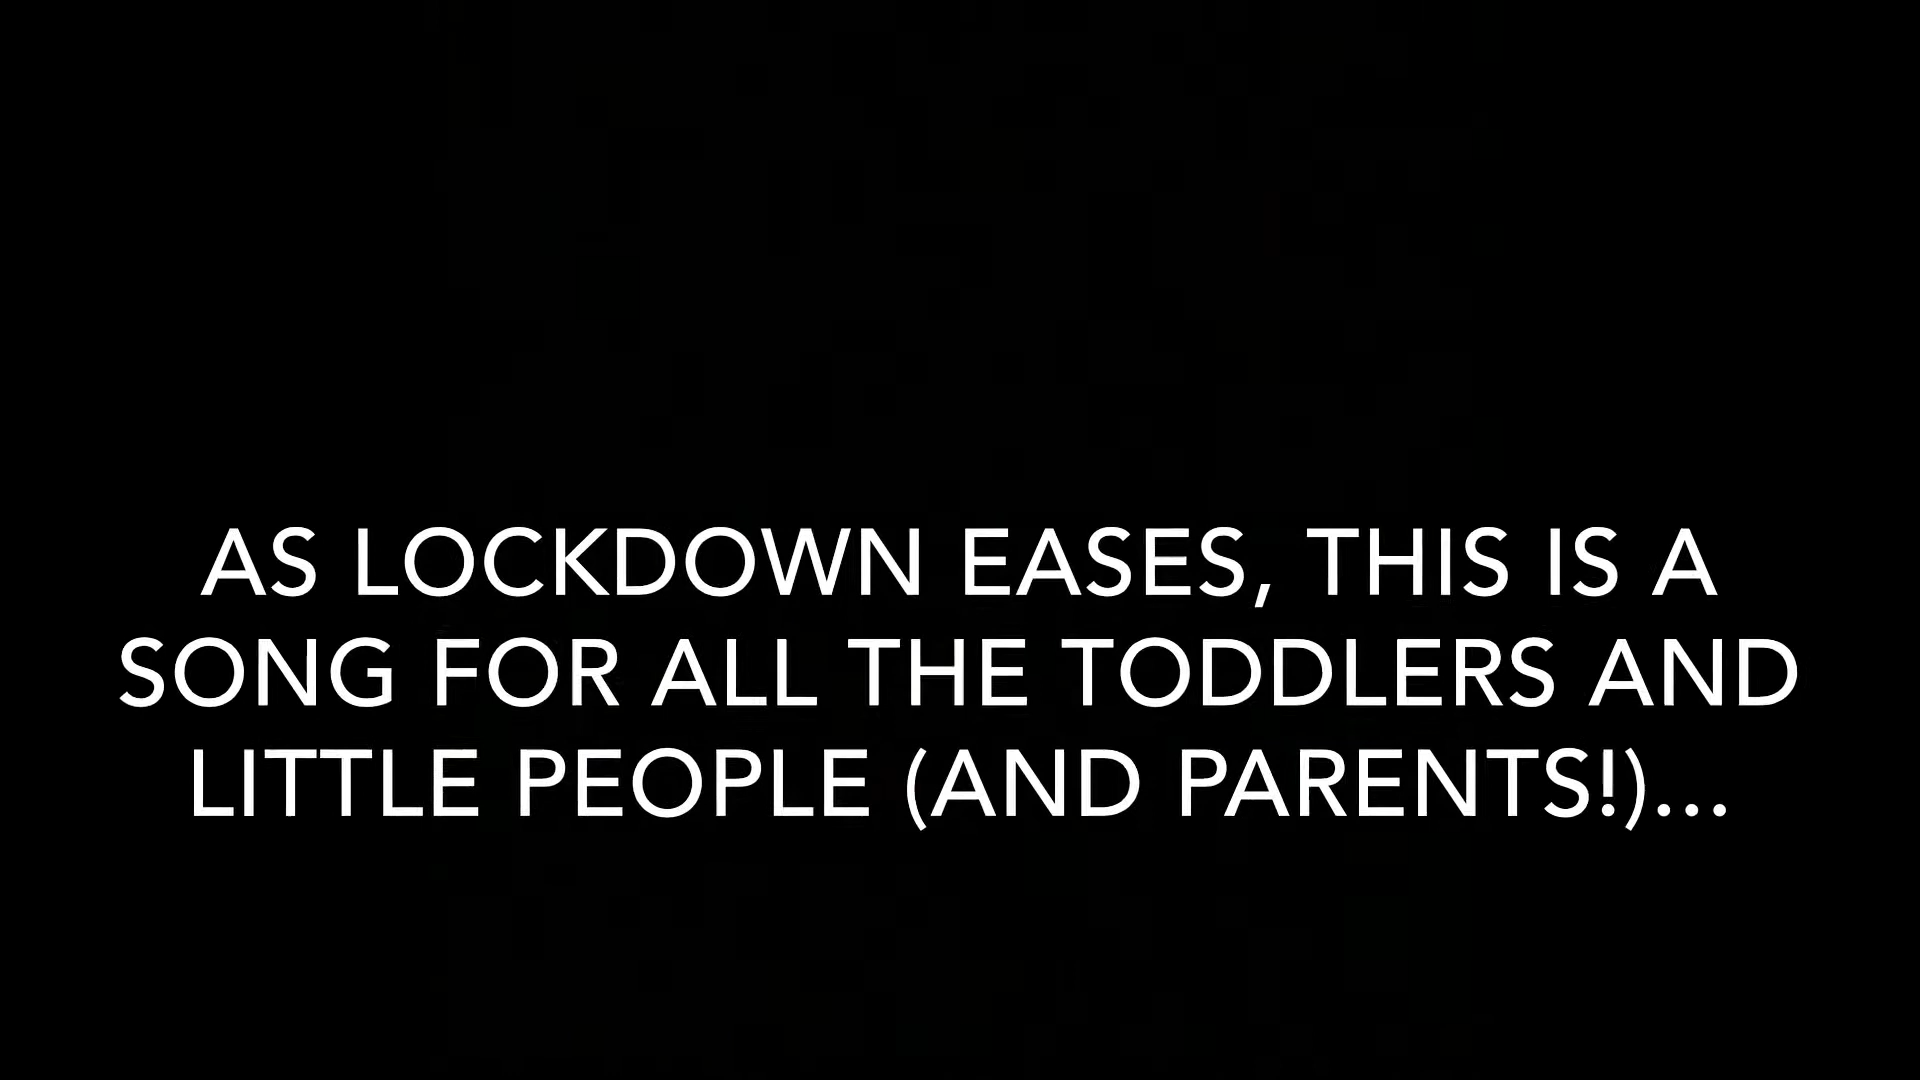 AS LOCKDOWN EASES, THIS IS A
SONG FOR ALL THE TODDLERS AND
LITTLE PEOPLE (AND PARENTS!)...